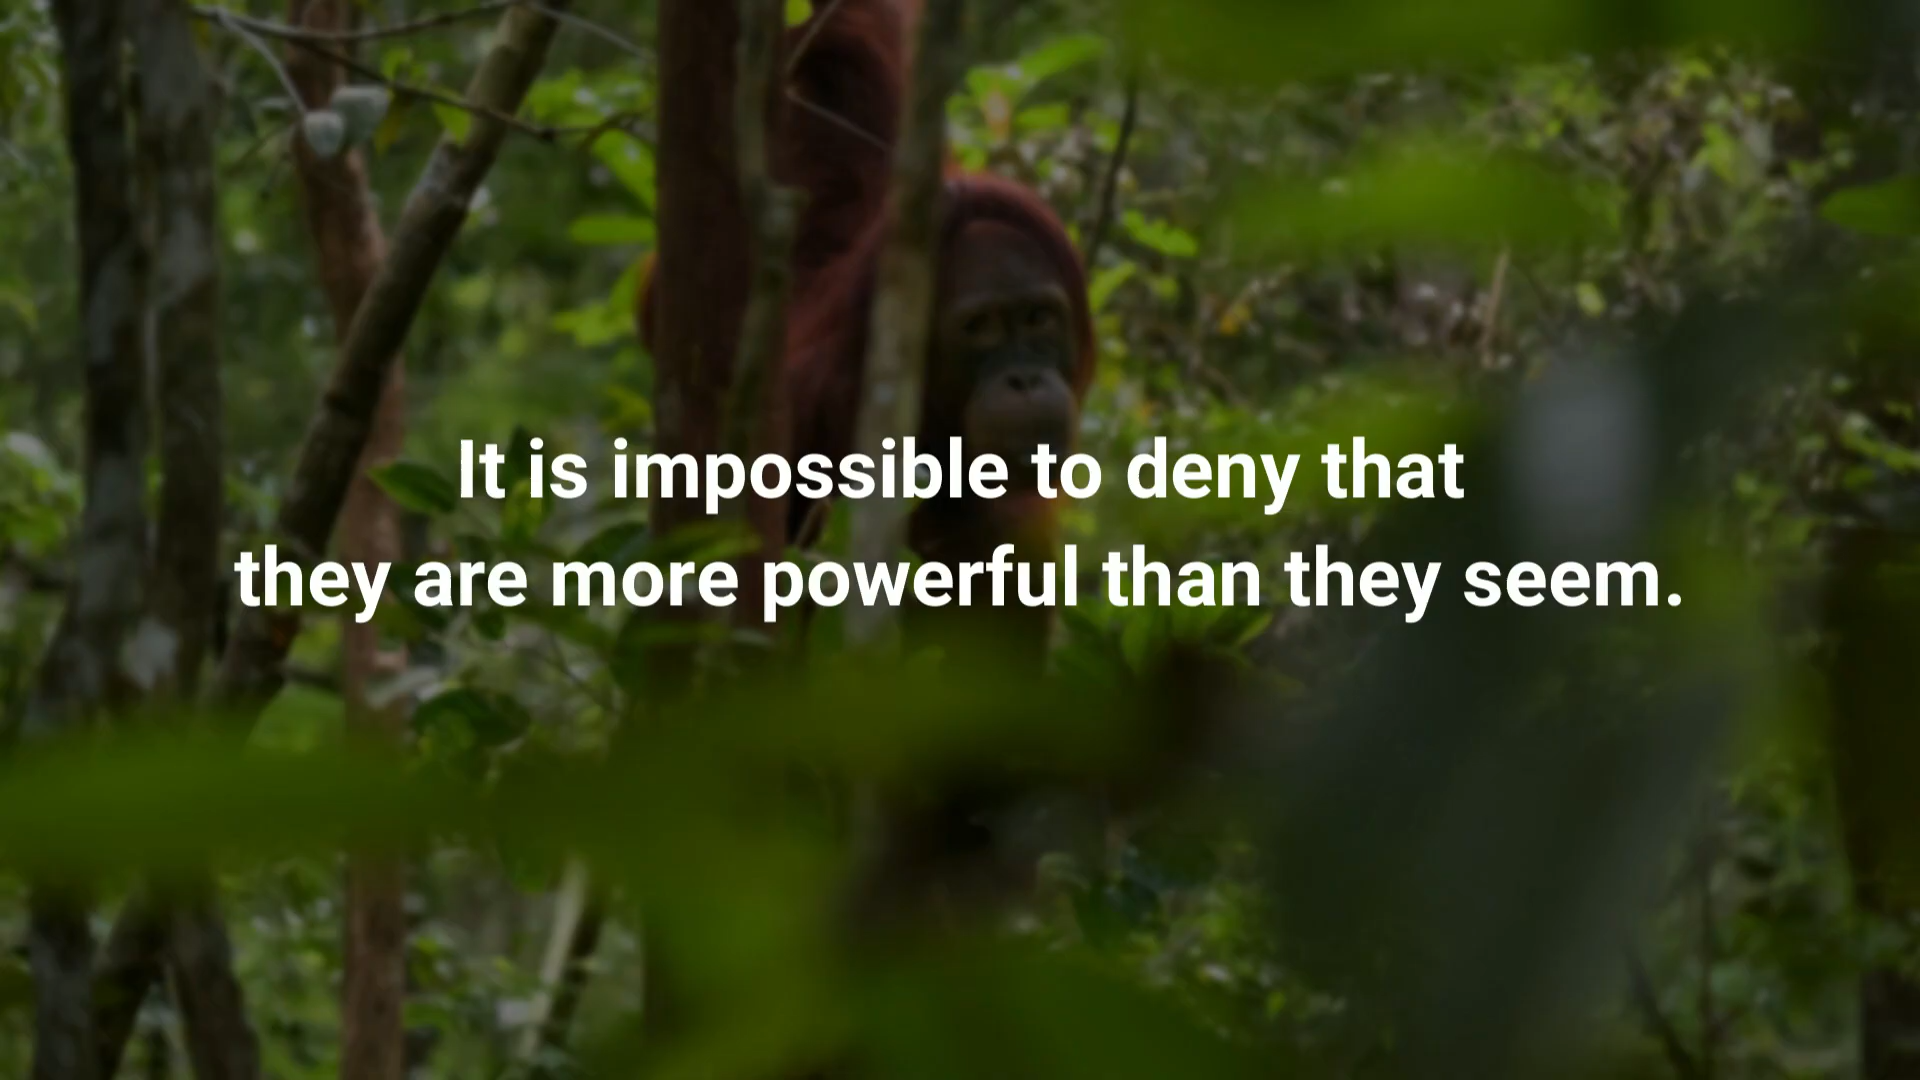 It is impossible to deny that
they are more powerful than they seem.